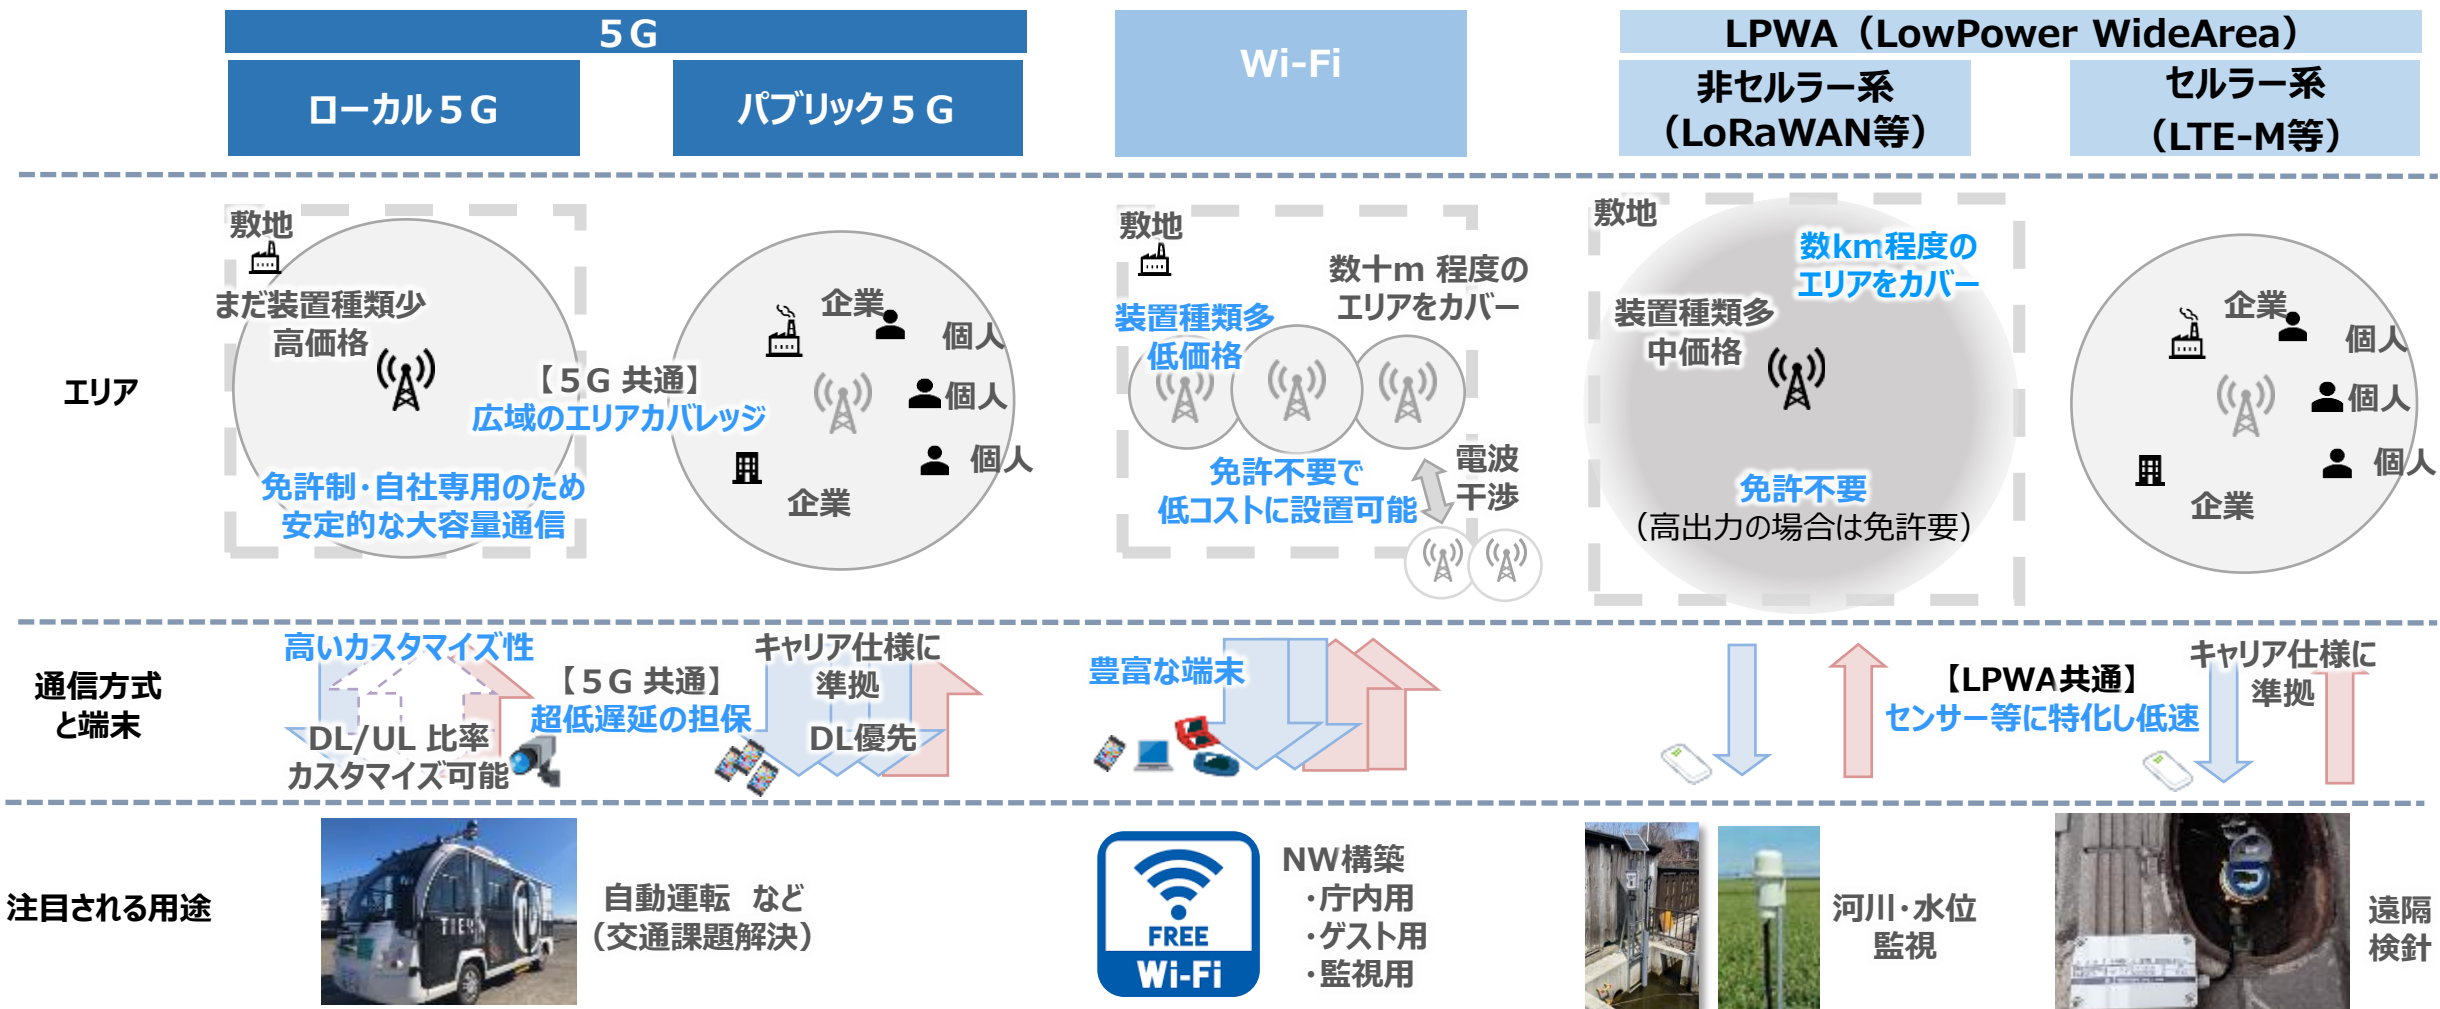 5G
ローカル5G
パブリック5G
Wi-Fi
LPWA（LowPower WideArea）
非セルラー系
（LoRaWAN等）
セルラー系
（LTE-M等）
エリア
敷地
まだ装置種類少
高価格
免許制・自社専用のため
安定的な大容量通信
【5G 共通】
広域のエリアカバレッジ
企業
個人
個人
個人
企業
敷地
数十m 程度の
エリアをカバー
装置種類多
低価格
免許不要で
低コストに設置可能
電波
干渉
敷地
数km程度の
エリアをカバー
装置種類多
中価格
免許不要
（高出力の場合は免許要）
企業
個人
個人
個人
企業
通信方式
と端末
高いカスタマイズ性
DL/UL 比率
カスタマイズ可能
【5G 共通】
超低遅延の担保
キャリア仕様に
準拠
DL優先
豊富な端末
【LPWA共通】
センサー等に特化し低速
キャリア仕様に
準拠
注目される用途
自動運転 など
（交通課題解決）
FREE
Wi-Fi
NW構築
・庁内用
・ゲスト用
・監視用
河川・水位
監視
遠隔
検針